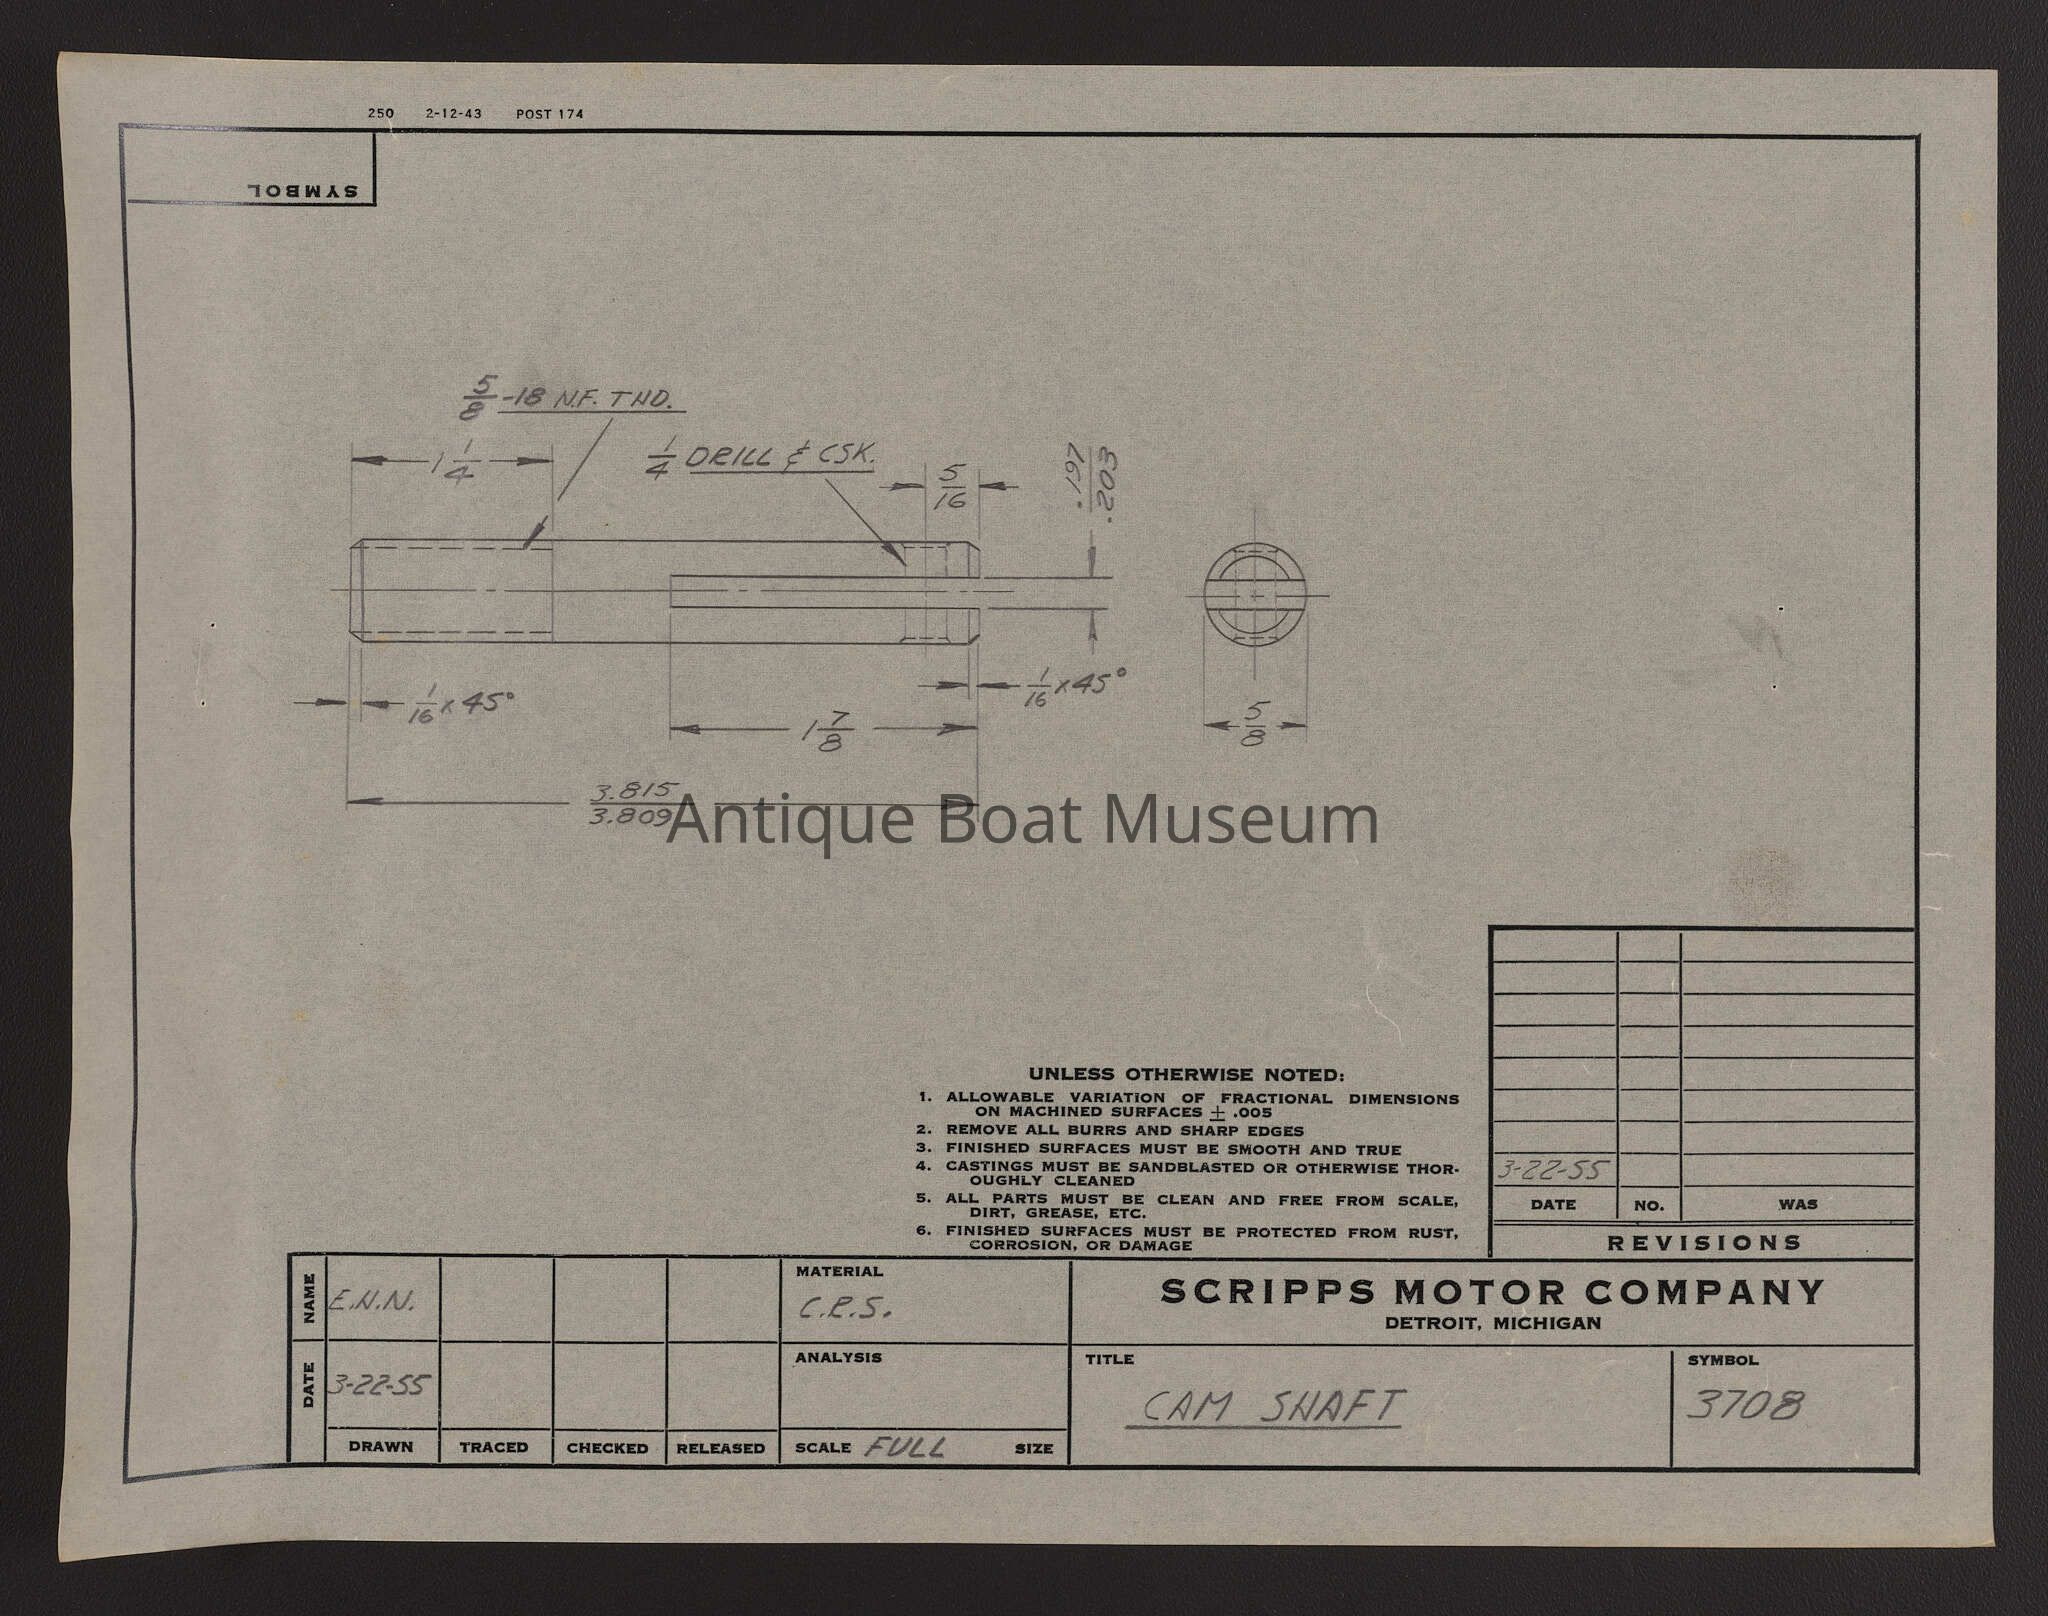 250 2-12-43 POST 174
SYMBOL
5/8-18 N.F. THD.
1 1/4
1/4 DRILL & CSK.
5/16
.197
.203
1/16 x 45°
1/16 x 45°
1 7/8
5/8
3.815
3.809
Antique Boat Museum
UNLESS OTHERWISE NOTED:
1. ALLOWABLE VARIATION OF FRACTIONAL DIMENSIONS
ON MACHINED SURFACES ± .005
2. REMOVE ALL BURRS AND SHARP EDGES
3. FINISHED SURFACES MUST BE SMOOTH AND TRUE
4. CASTINGS MUST BE SANDBLASTED OR OTHERWISE THOR-
OUGHLY CLEANED
5. ALL PARTS MUST BE CLEAN AND FREE FROM SCALE,
DIRT, GREASE, ETC.
6. FINISHED SURFACES MUST BE PROTECTED FROM RUST,
CORROSION, OR DAMAGE
3-22-55
DATE NO. WAS
REVISIONS
NAME
E.N.N.
DATE
3-22-55
DRAWN TRACED CHECKED RELEASED
MATERIAL
C.R.S.
ANALYSIS
SCALE FULL SIZE
SCRIPPS MOTOR COMPANY
DETROIT, MICHIGAN
TITLE
CAM SHAFT
SYMBOL
3708